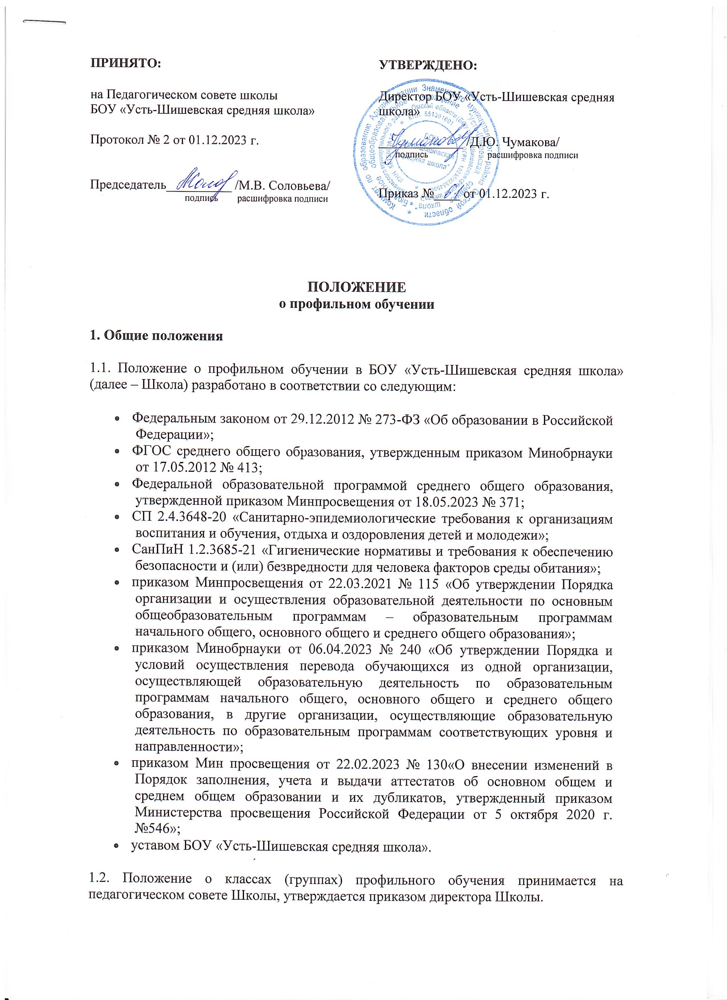 ПРИНЯТО:
на Педагогическом совете школы
БОУ «Усть-Шишевская средняя школа»
Протокол № 2 от 01.12.2023 г.
Председатель__________ /М.В. Соловьева/
подпись расшифровка подписи
УТВЕРЖДЕНО:
Директор БОУ «Усть-Шишевская средняя
школа»
_____________/Д.Ю. Чумакова/
подпись расшифровка подписи
Приказ №____ от 01.12.2023 г.
ПОЛОЖЕНИЕ
о профильном обучении
1. Общие положения
1.1. Положение о профильном обучении в БОУ «Усть-Шишевская средняя школа»
(далее – Школа) разработано в соответствии со следующим:
• Федеральным законом от 29.12.2012 № 273-ФЗ «Об образовании в Российской
Федерации»;
• ФГОС среднего общего образования, утвержденным приказом Минобрнауки
от 17.05.2012 № 413;
• Федеральной образовательной программой среднего общего образования,
утвержденной приказом Минпросвещения от 18.05.2023 № 371;
• СП 2.4.3648-20 «Санитарно-эпидемиологические требования к организациям
воспитания и обучения, отдыха и оздоровления детей и молодежи»;
• СанПиН 1.2.3685-21 «Гигиенические нормативы и требования к обеспечению
безопасности и (или) безвредности для человека факторов среды обитания»;
• приказом Минпросвещения от 22.03.2021 № 115 «Об утверждении Порядка
организации и осуществления образовательной деятельности по основным
общеобразовательным программам – образовательным программам
начального общего, основного общего и среднего общего образования»;
• приказом Минобрнауки от 06.04.2023 № 240 «Об утверждении Порядка и
условий осуществления перевода обучающихся из одной организации,
осуществляющей образовательную деятельность по образовательным
программам начального общего, основного общего и среднего общего
образования, в другие организации, осуществляющие образовательную
деятельность по образовательным программам соответствующих уровня и
направленности»;
• приказом Мин просвещения от 22.02.2023 № 130«О внесении изменений в
Порядок заполнения, учета и выдачи аттестатов об основном общем и
среднем общем образовании и их дубликатов, утвержденный приказом
Министерства просвещения Российской Федерации от 5 октября 2020 г.
№546»;
• уставом БОУ «Усть-Шишевская средняя школа».
1.2. Положение о классах (группах) профильного обучения принимается на
педагогическом совете Школы, утверждается приказом директора Школы.